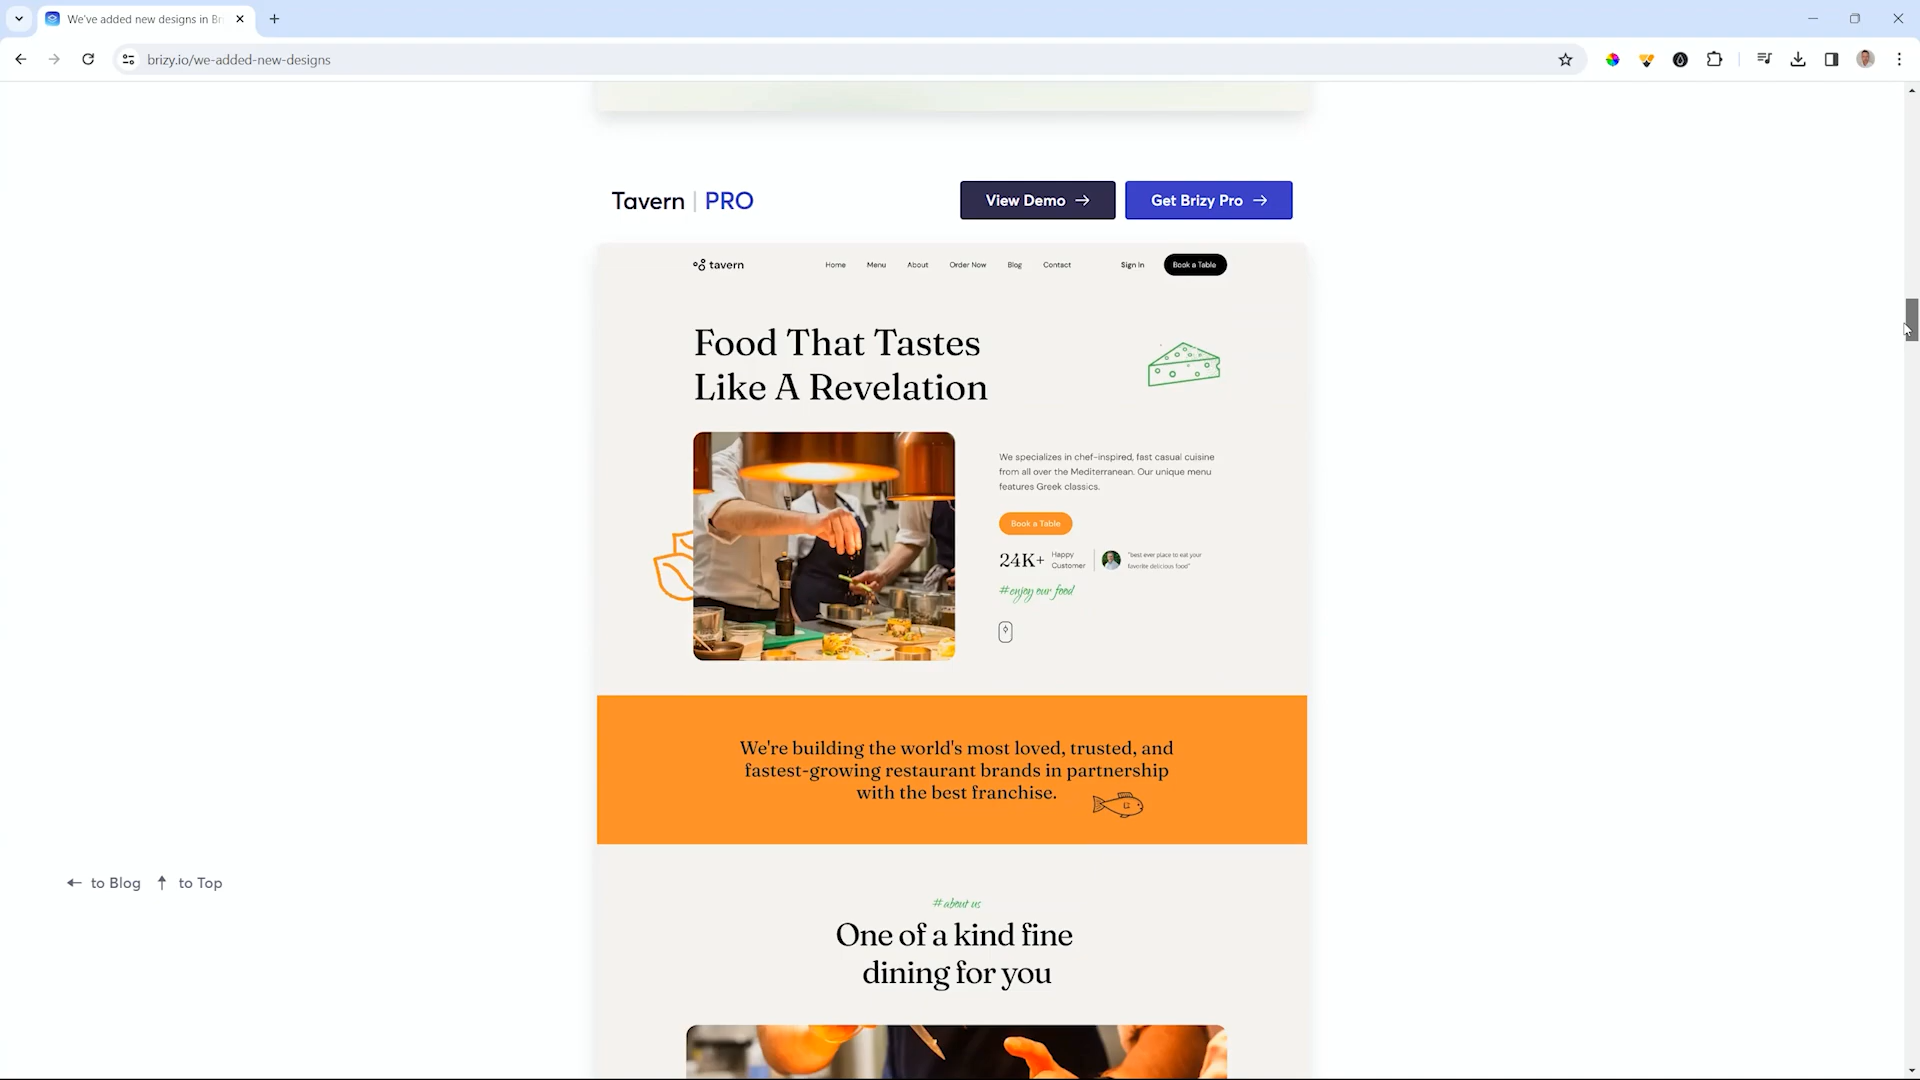 We've added new designs in Bri
brizy.io/we-added-new-designs
Tavern | PRO
View Demo →
Get Brizy Pro →
tavern
Home
Menu
About
Order Now
Blog
Contact
Sign In
Book a Table
Food That Tastes
Like A Revelation
We specializes in chef-inspired, fast casual cuisine
from all over the Mediterranean. Our unique menu
features Greek classics.
Book a Table
24K+
Happy
Customer
"best ever place to eat your
favorite delicious food"
#enjoy our food
We're building the world's most loved, trusted, and
fastest-growing restaurant brands in partnership
with the best franchise.
← to Blog
↑ to Top
#about us
One of a kind fine
dining for you